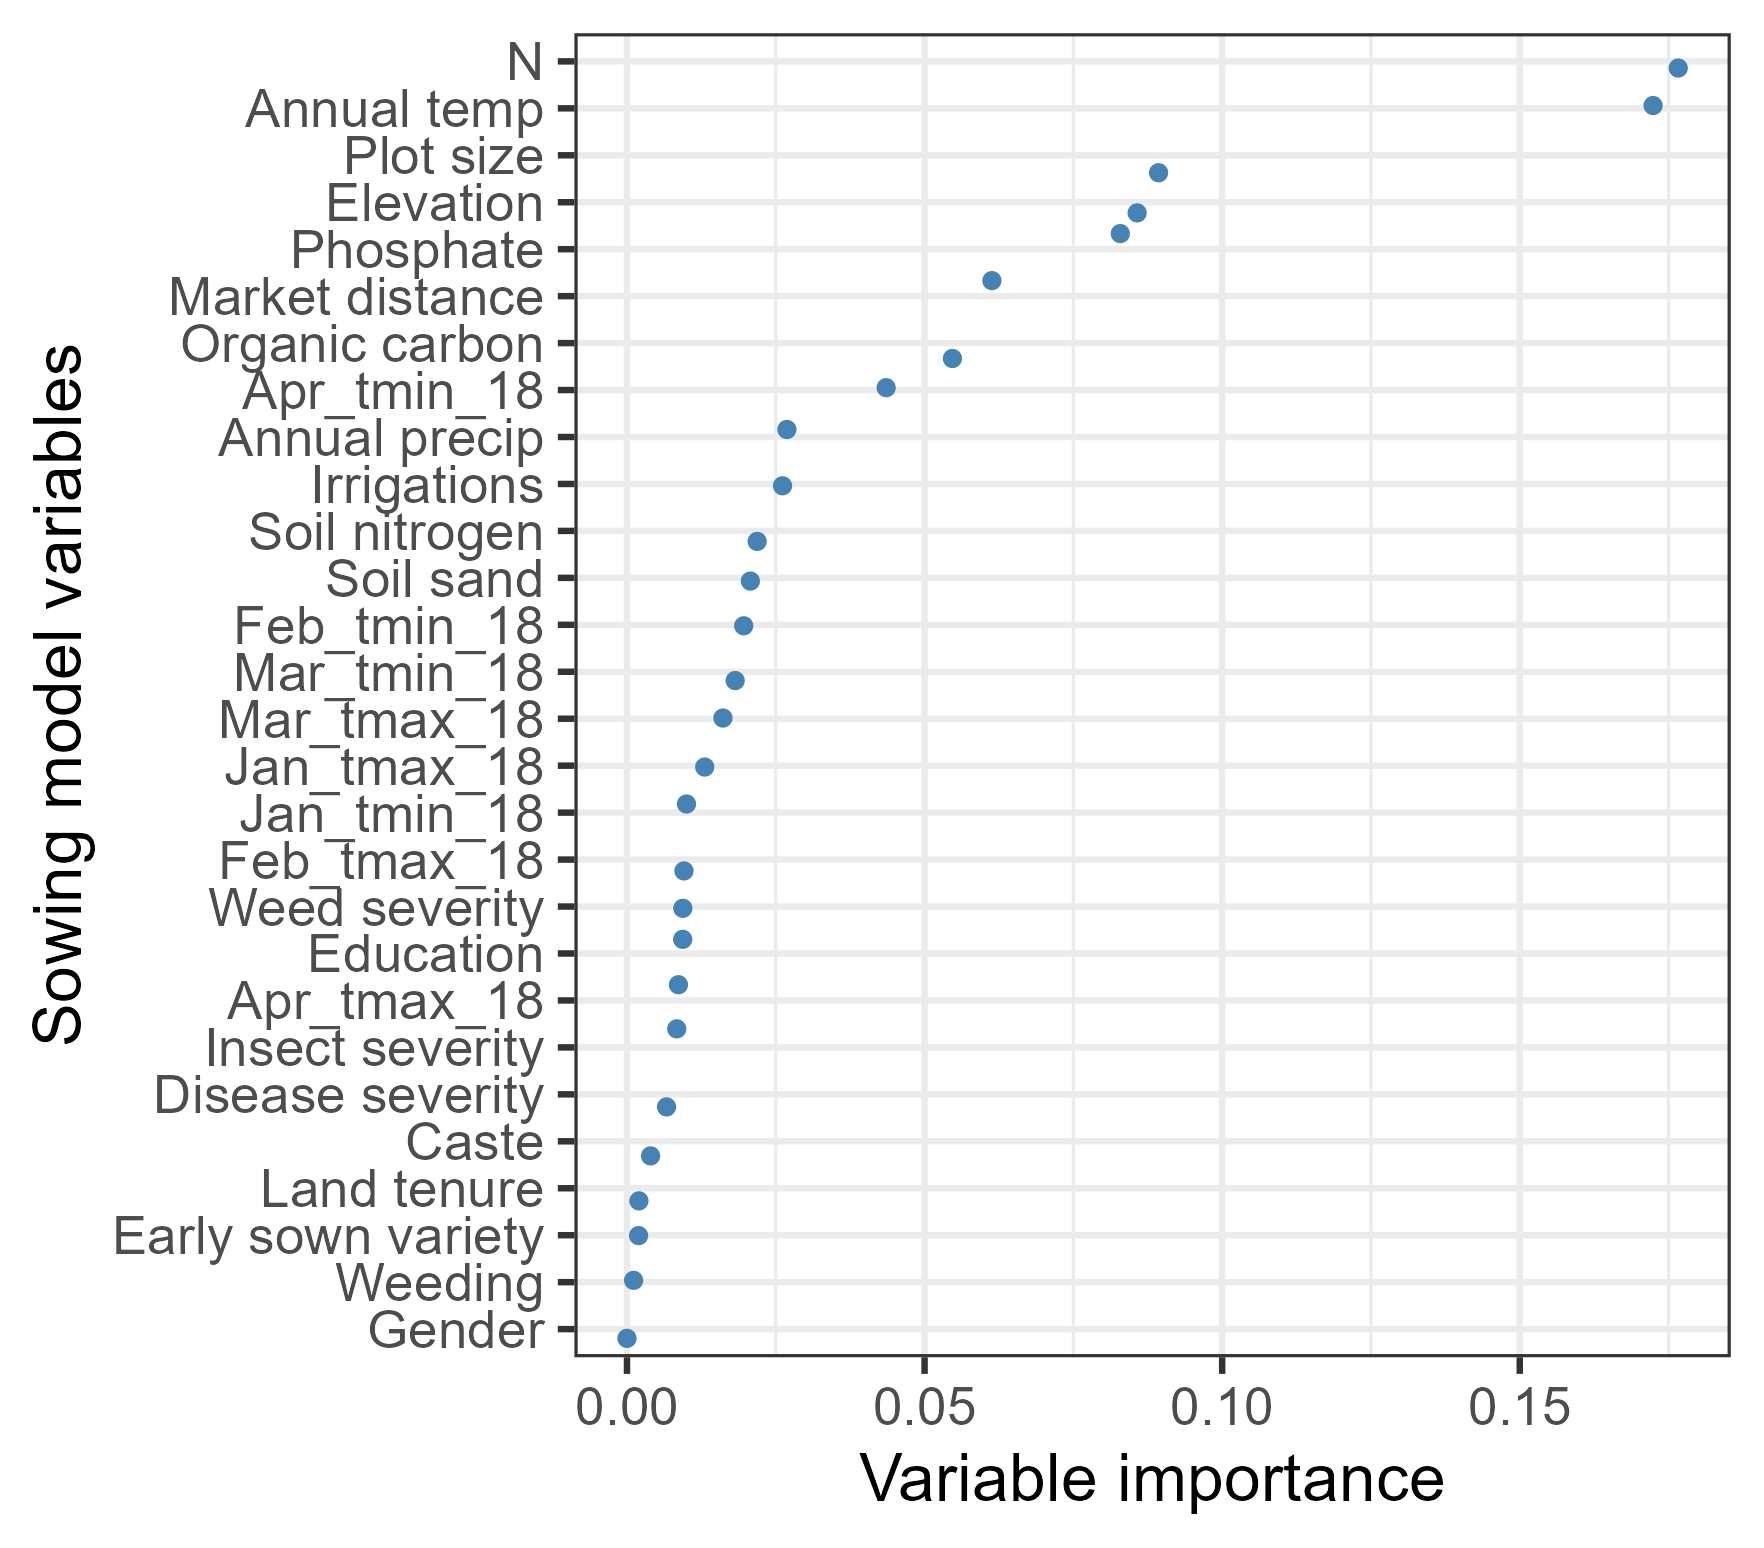 N
Annual temp
Plot size
Elevation
Phosphate
Market distance
Organic carbon
Apr_tmin_18
Annual precip
Irrigations
Soil nitrogen
Soil sand
Feb_tmin_18
Mar_tmin_18
Mar_tmax_18
Jan_tmax_18
Jan_tmin_18
Feb_tmax_18
Weed severity
Education
Apr_tmax_18
Insect severity
Disease severity
Caste
Land tenure
Early sown variety
Weeding
Gender
Sowing model variables
0.00 0.05 0.10 0.15
Variable importance